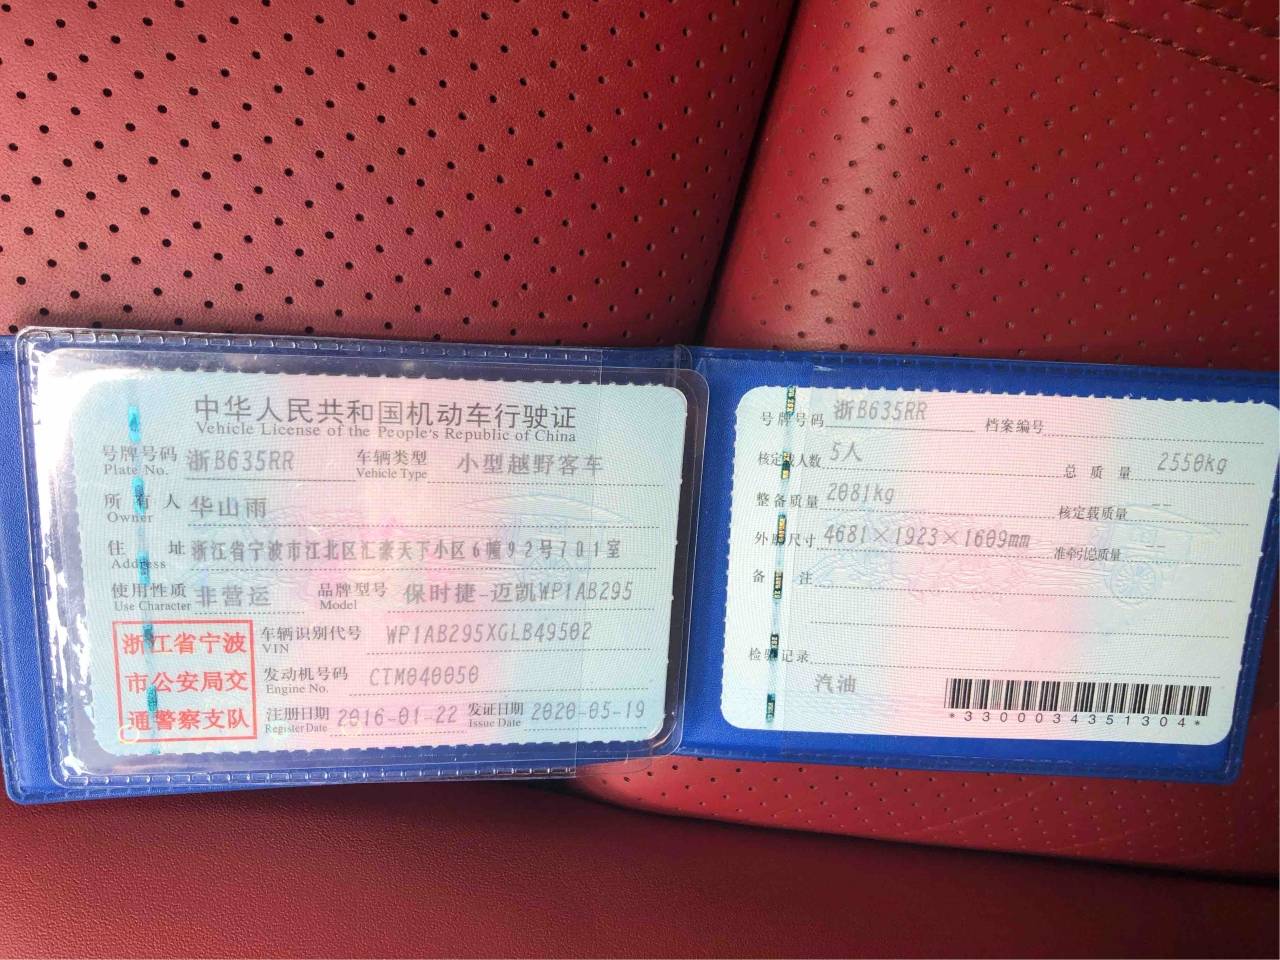 中华人民共和国机动车行驶证
Vehicle License of the People's Republic of China
号牌号码 浙B635RR 车辆类型 小型越野客车
Plate No. Vehicle Type
所有人 华山雨
Owner
住址 浙江省宁波市江北区汇豪天下小区6幢92号701室
Address
使用性质 非营运 品牌型号 保时捷-迈凯WP1AB295
Use Character Model
浙江省宁波
市公安局交
通警察支队
车辆识别代号 WP1AB295XGLB49502
VIN
发动机号码 CTM040050
Engine No.
注册日期 2016-01-22 发证日期 2020-05-19
Register Date Issue Date
号牌号码 浙B635RR 档案编号
核定载人数 5人 总质量 2550kg
整备质量 2081kg 核定载质量 --
外廓尺寸 4681×1923×1609mm 准牵引总质量 --
备注
检验记录
汽油
*3300034351304*